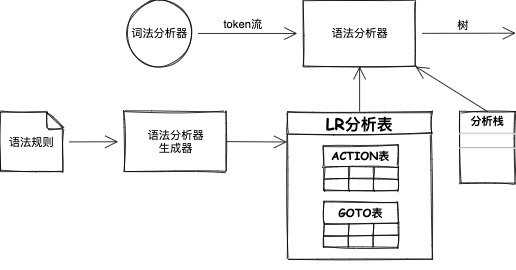 词法分析器
token流
语法分析器
树
语法规则
语法分析器
生成器
LR分析表
ACTION表
GOTO表
分析栈